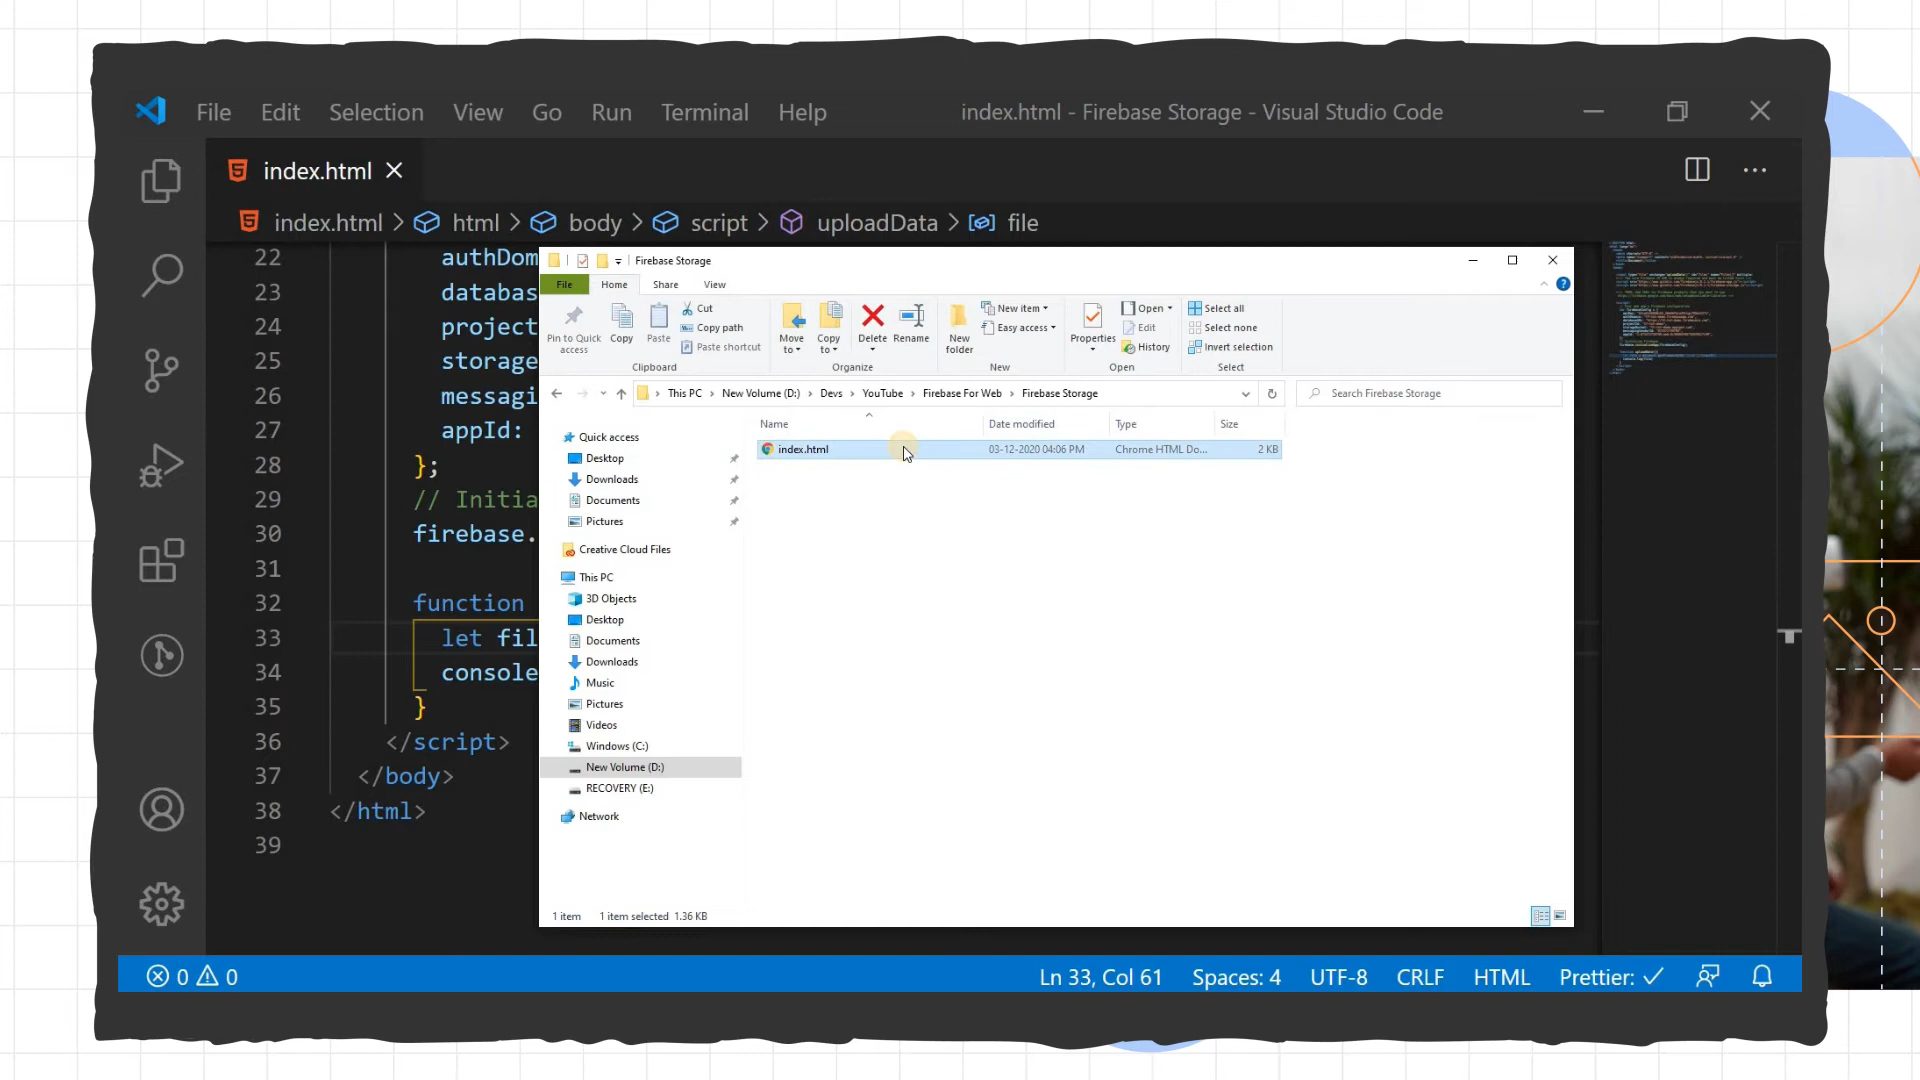 File Edit Selection View Go Run Terminal Help index.html - Firebase Storage - Visual Studio Code
index.html
index.html > html > body > script > uploadData > file
22 authDom
23 databas
24 project
25 storage
26 messagi
27 appId:
28 };
29 // Initia
30 firebase.
31
32 function
33 let fil
34 console
35 }
36 </script>
37 </body>
38 </html>
39
Firebase Storage
File Home Share View
Pin to Quick access
Copy
Paste
Cut
Copy path
Paste shortcut
Clipboard
Move to
Copy to
Delete
Rename
Organize
New folder
New item
Easy access
New
Properties
Open
Edit
History
Open
Select all
Select none
Invert selection
Select
This PC > New Volume (D:) > Devs > YouTube > Firebase For Web > Firebase Storage
Search Firebase Storage
Name Date modified Type Size
index.html 03-12-2020 04:06 PM Chrome HTML Do... 2 KB
Quick access
Desktop
Downloads
Documents
Pictures
Creative Cloud Files
This PC
3D Objects
Desktop
Documents
Downloads
Music
Pictures
Videos
Windows (C:)
New Volume (D:)
RECOVERY (E:)
Network
1 item 1 item selected 1.36 KB
0 0 Ln 33, Col 61 Spaces: 4 UTF-8 CRLF HTML Prettier: ✓